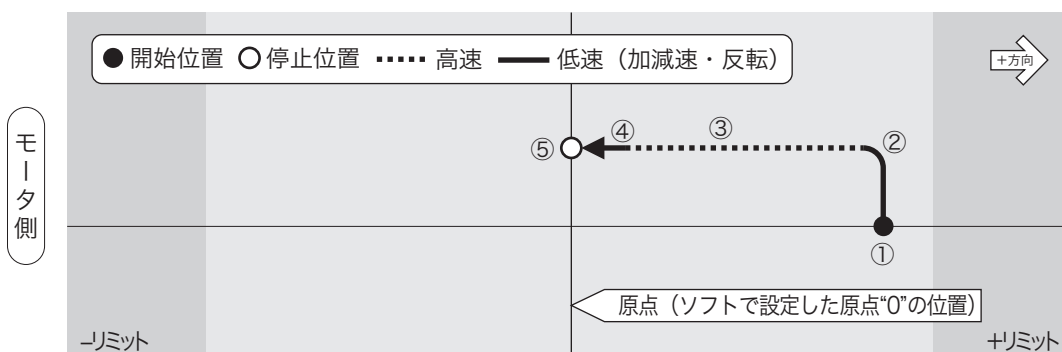 ●開始位置 ○停止位置 高速 低速（加減速・反転）
+方向
モータ側
⑤ ④ ③ ②
①
原点（ソフトで設定した原点“0”の位置）
−リミット
+リミット